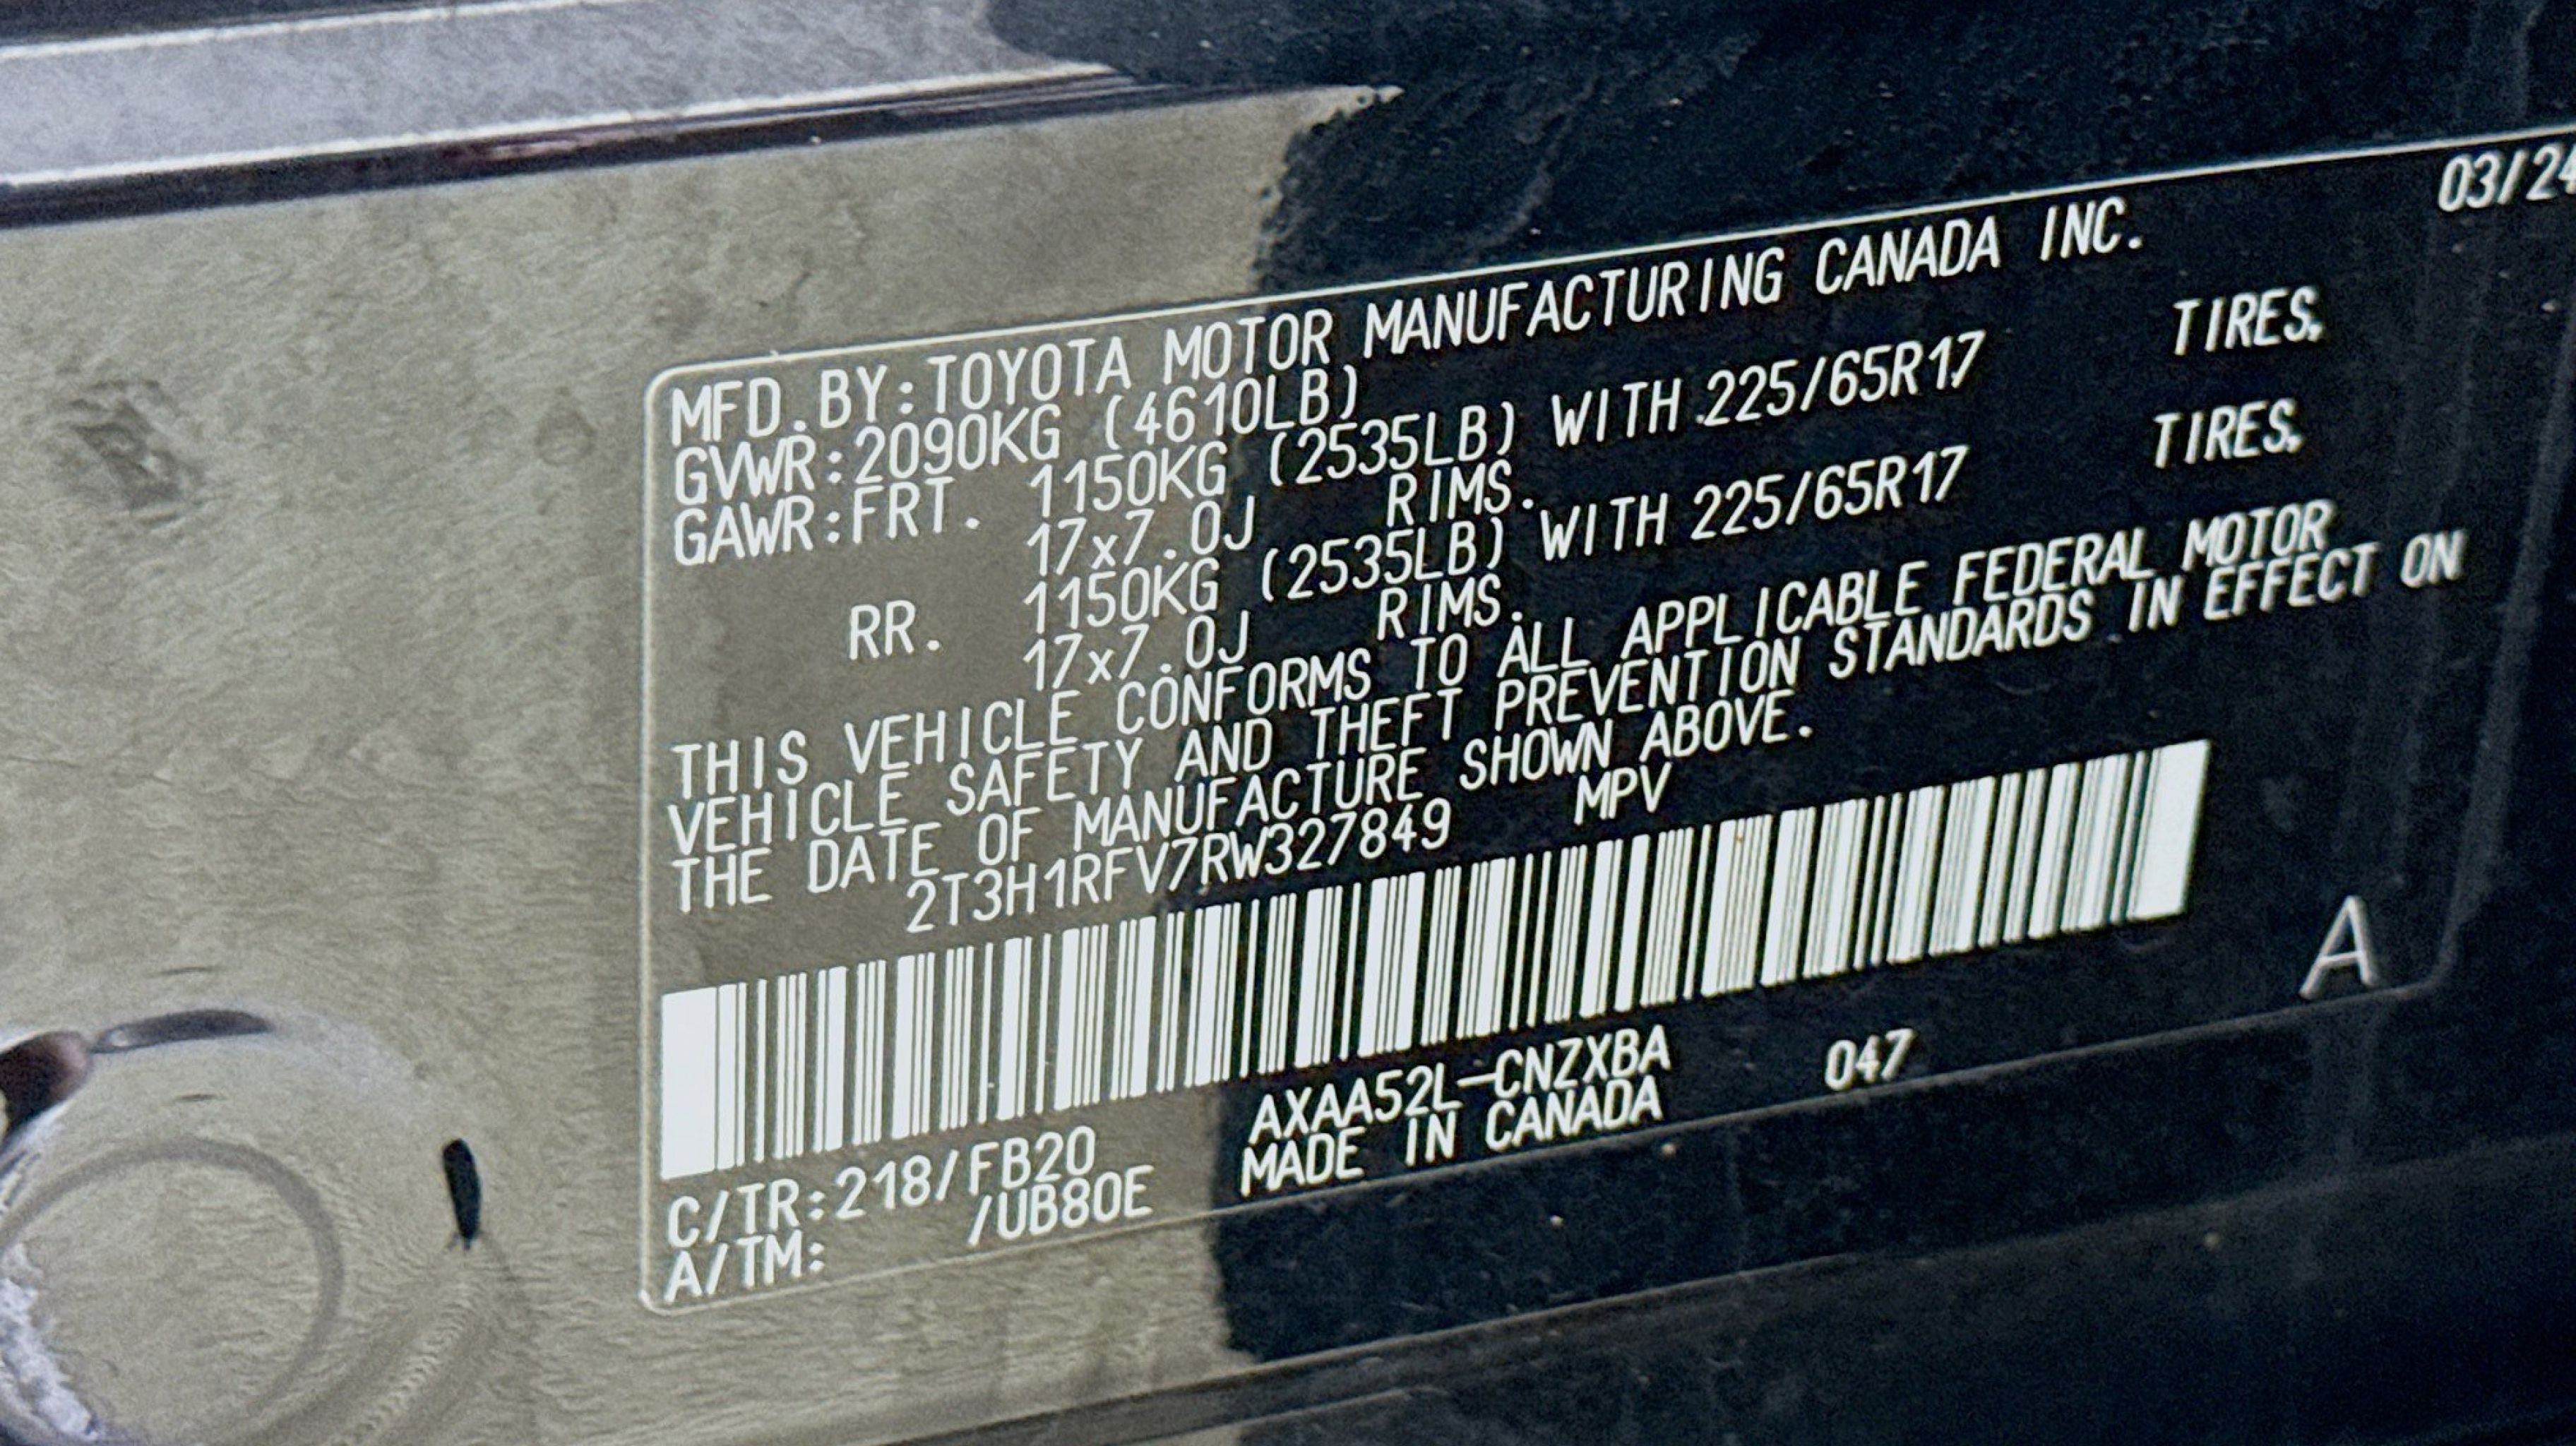 03/24
MFD.BY:TOYOTA MOTOR MANUFACTURING CANADA INC.
GVWR:2090KG (4610LB)
GAWR:FRT. 1150KG (2535LB) WITH 225/65R17 TIRES,
17x7.0J RIMS.
RR. 1150KG (2535LB) WITH 225/65R17 TIRES,
17x7.0J RIMS.
THIS VEHICLE CONFORMS TO ALL APPLICABLE FEDERAL MOTOR
VEHICLE SAFETY AND THEFT PREVENTION STANDARDS IN EFFECT ON
THE DATE OF MANUFACTURE SHOWN ABOVE.
2T3H1RFV7RW327849 MPV
A
C/TR:218/FB20 AXAA52L-CNZXBA 047
A/TM: /UB80E MADE IN CANADA